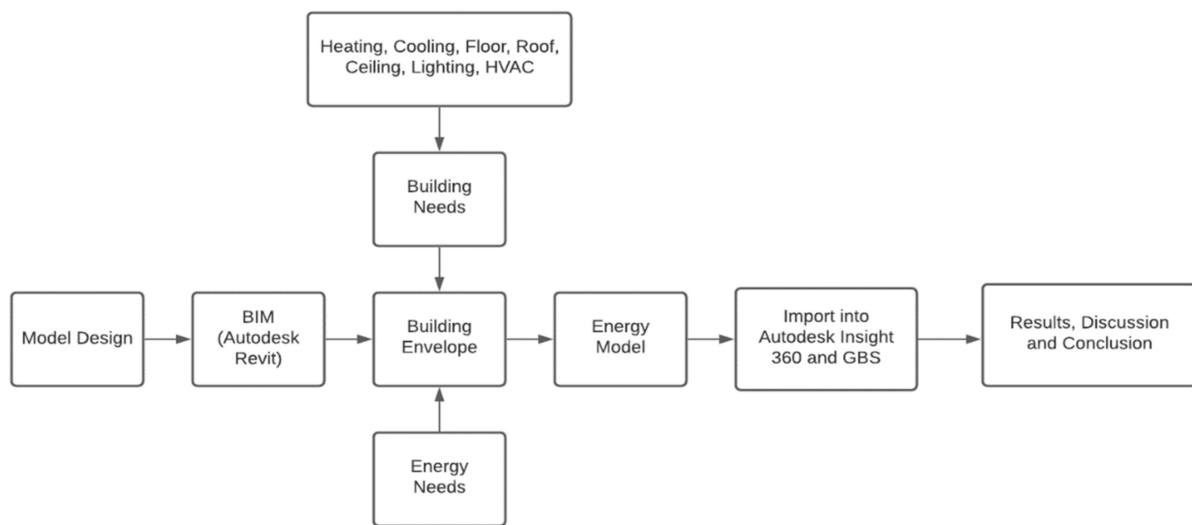 Heating, Cooling, Floor, Roof,
Ceiling, Lighting, HVAC
Building
Needs
Model Design
BIM
(Autodesk
Revit)
Building
Envelope
Energy
Model
Import into
Autodesk Insight
360 and GBS
Results, Discussion
and Conclusion
Energy
Needs